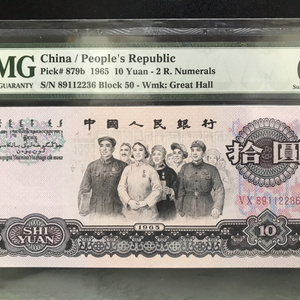 MG
GUARANTY
China / People's Republic
Pick# 879b 1965 10 Yuan - 2 R. Numerals
S/N 89112236 Block 50 - Wmk: Great Hall
中国人民银行
拾圆
VX 89112236
SHI
YUAN
1965
10